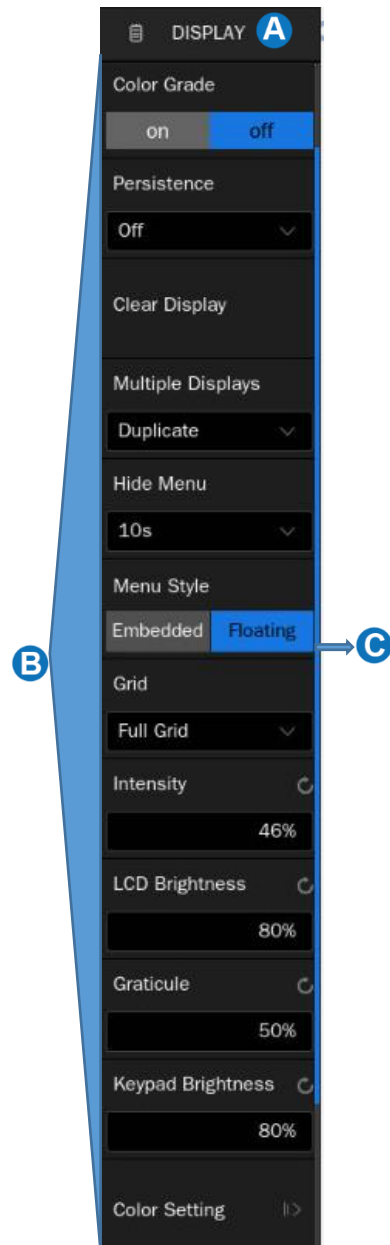 DISPLAY A
Color Grade
on off
Persistence
Off
Clear Display
Multiple Displays
Duplicate
Hide Menu
10s
Menu Style
Embedded Floating
C
B
Grid
Full Grid
Intensity
46%
LCD Brightness
80%
Graticule
50%
Keypad Brightness
80%
Color Setting